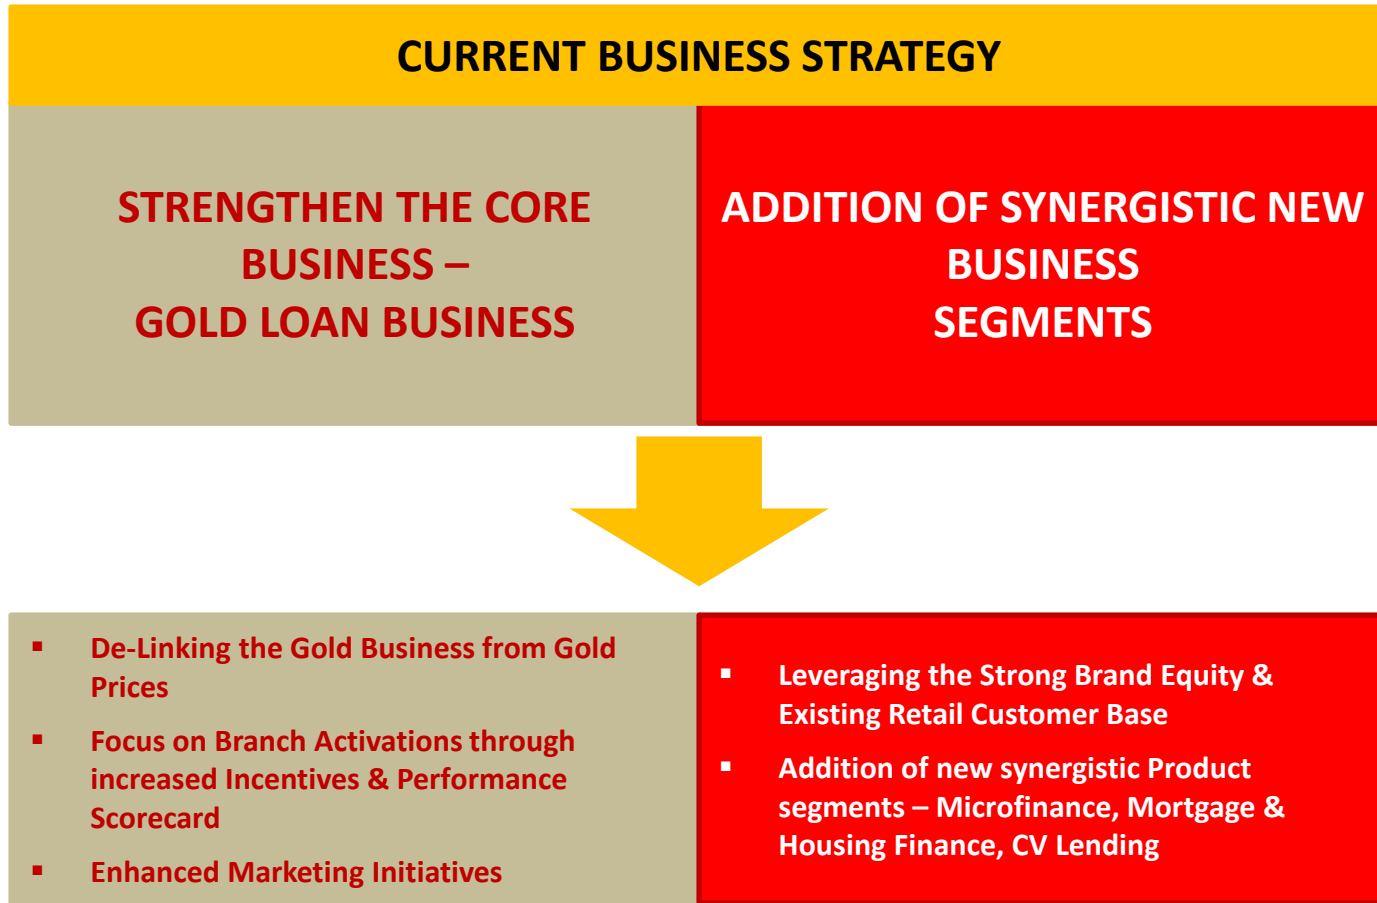 CURRENT BUSINESS STRATEGY
STRENGTHEN THE CORE
BUSINESS –
GOLD LOAN BUSINESS
ADDITION OF SYNERGISTIC NEW
BUSINESS
SEGMENTS
▪ De-Linking the Gold Business from Gold
Prices
▪ Focus on Branch Activations through
increased Incentives & Performance
Scorecard
▪ Enhanced Marketing Initiatives
▪ Leveraging the Strong Brand Equity &
Existing Retail Customer Base
▪ Addition of new synergistic Product
segments – Microfinance, Mortgage &
Housing Finance, CV Lending